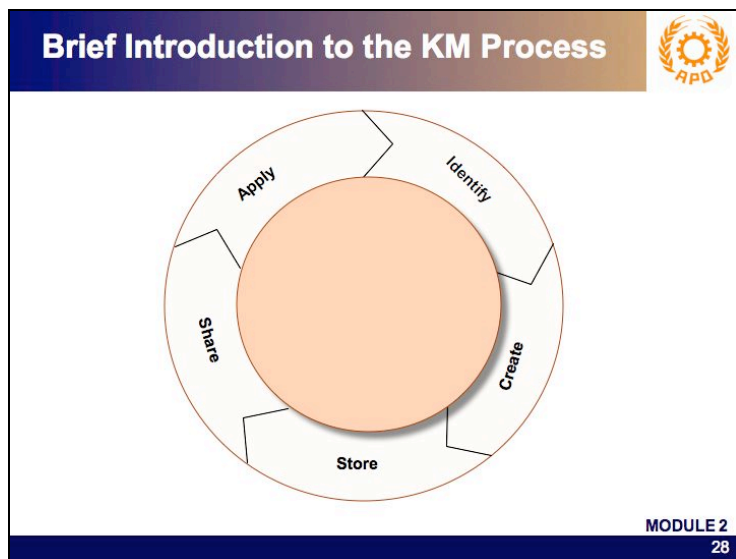 Brief Introduction to the KM Process
APO
Apply
Identify
Share
Create
Store
MODULE 2
28